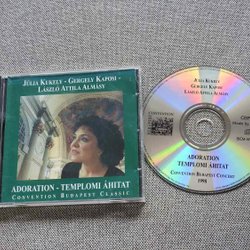 JÚLIA KUKELY - GERGELY KAPOSI -
LÁSZLÓ ATTILA ALMÁSY
ADORATION - TEMPLOMI ÁHITAT
CONVENTION BUDAPEST CLASSIC
CONVENTION
JÚLIA KUKELY
GERGELY KAPOSI
LÁSZLÓ ATTILA ALMÁSY
ADORATION
TEMPLOMI ÁHITAT
CONVENTION BUDAPEST CONCERT
1998